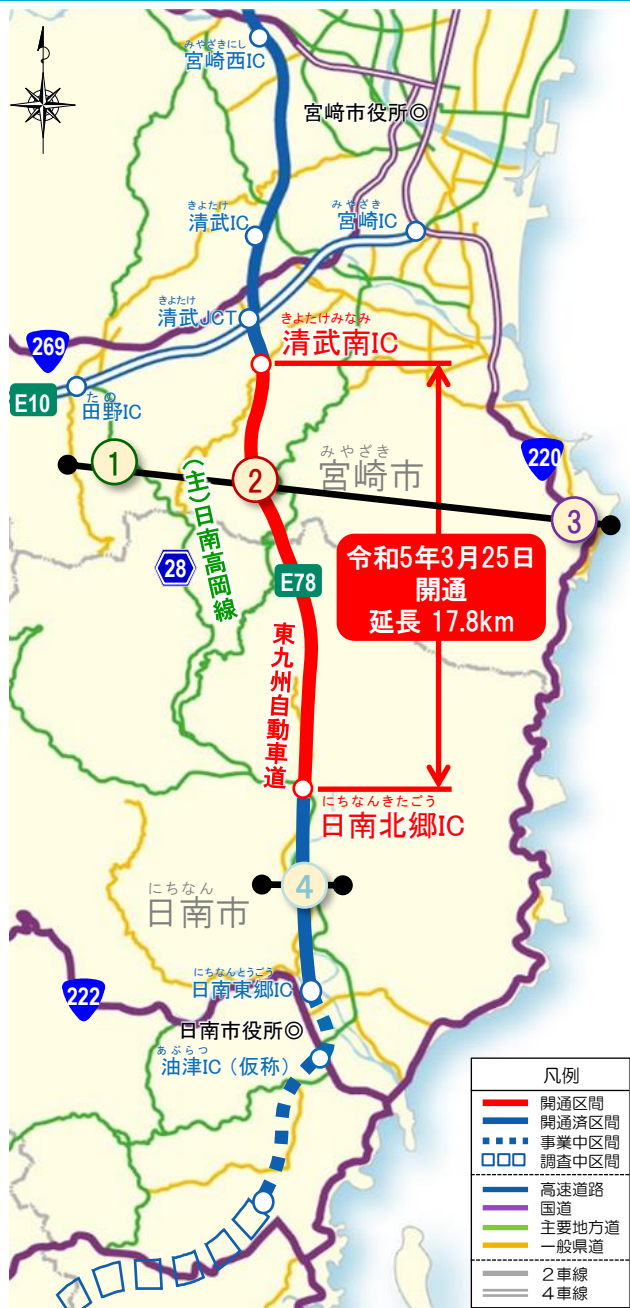 みやざきにし
宮崎西IC
宮﨑市役所◎
きよたけ
清武IC
みやざき
宮崎IC
きよたけ
清武JCT
きよたけみなみ
清武南IC
269
E10
たの
田野IC
220
みやざき
宮崎市
1
2
3
(主)日南高岡線
28
E78
令和5年3月25日
開通
延長 17.8km
東九州自動車道
にちなんきたごう
日南北郷IC
4
にちなん
日南市
にちなんとうごう
日南東郷IC
222
日南市役所◎
あぶらつ
油津IC（仮称）
凡例
開通区間
開通済区間
事業中区間
調査中区間
高速道路
国道
主要地方道
一般県道
2車線
4車線